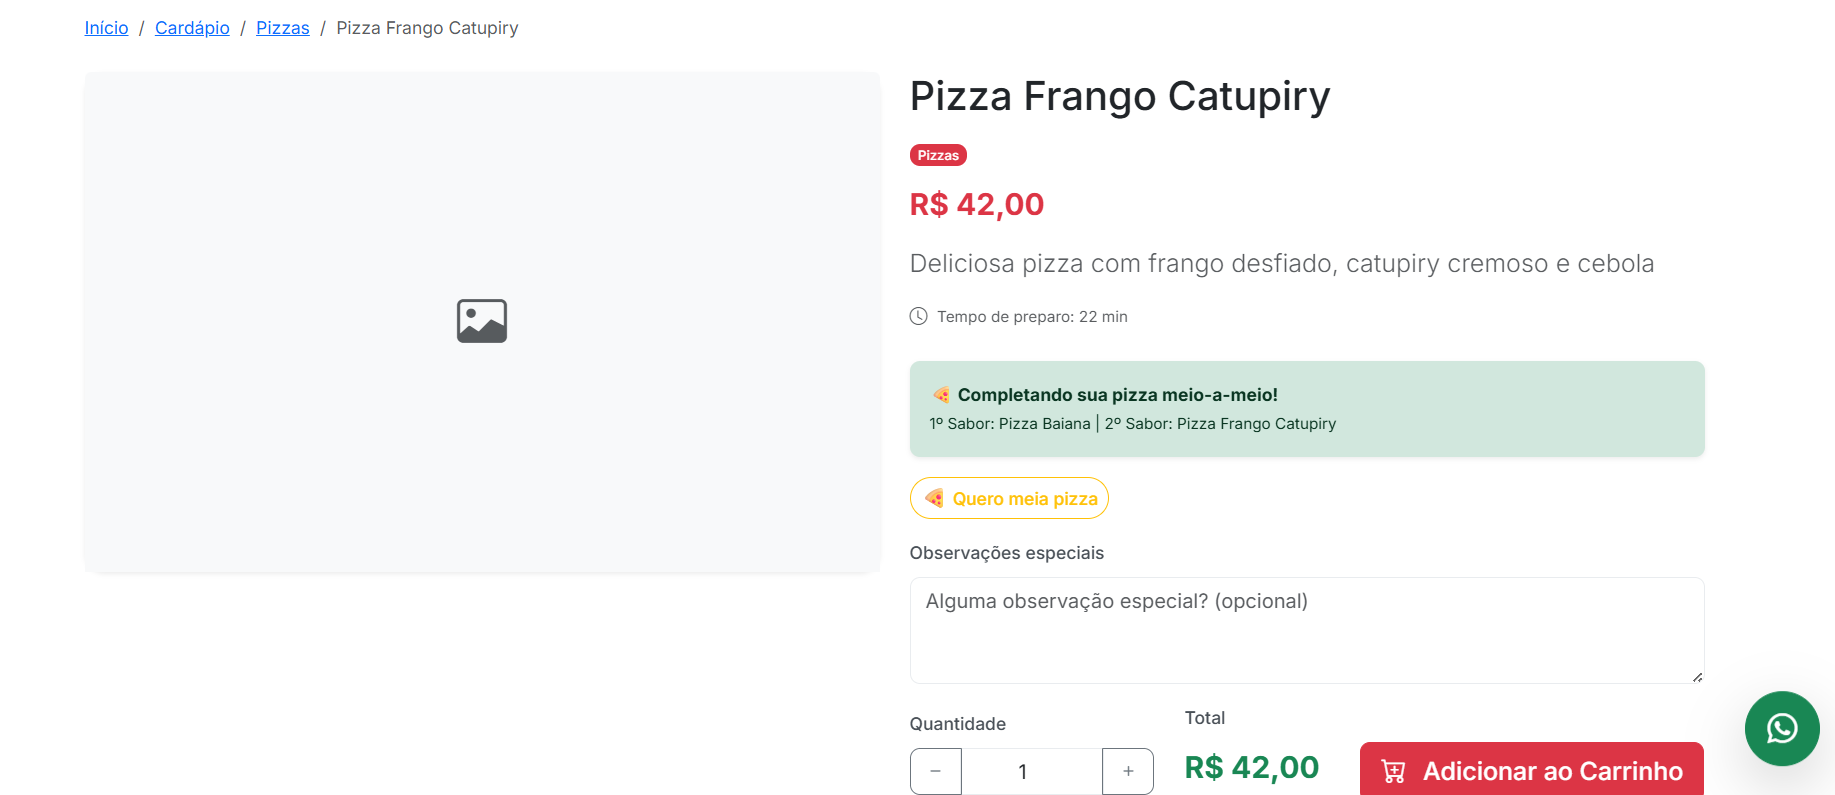 Início / Cardápio / Pizzas / Pizza Frango Catupiry
Pizza Frango Catupiry
Pizzas
R$ 42,00
Deliciosa pizza com frango desfiado, catupiry cremoso e cebola
Tempo de preparo: 22 min
🍕 Completando sua pizza meio-a-meio!
1º Sabor: Pizza Baiana | 2º Sabor: Pizza Frango Catupiry
🍕 Quero meia pizza
Observações especiais
Alguma observação especial? (opcional)
Quantidade
− 1 +
Total
R$ 42,00
Adicionar ao Carrinho